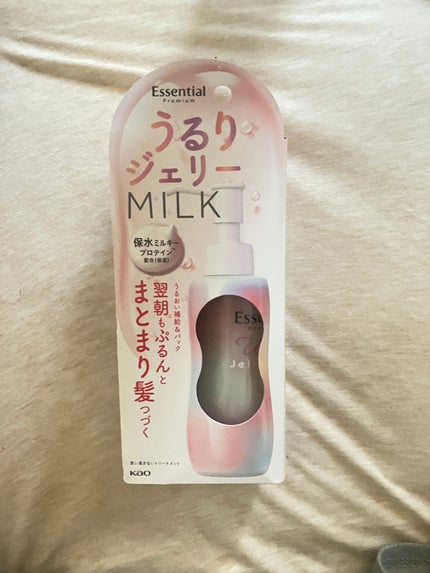 Essential
Premium
うるり
ジェリー
MILK
保水ミルキー
プロテイン
配合(保湿)
うるおい補給&パック
翌朝もぷるんと
まとまり髪つづく
Esse
Jel
洗い流さないトリートメント
Kao